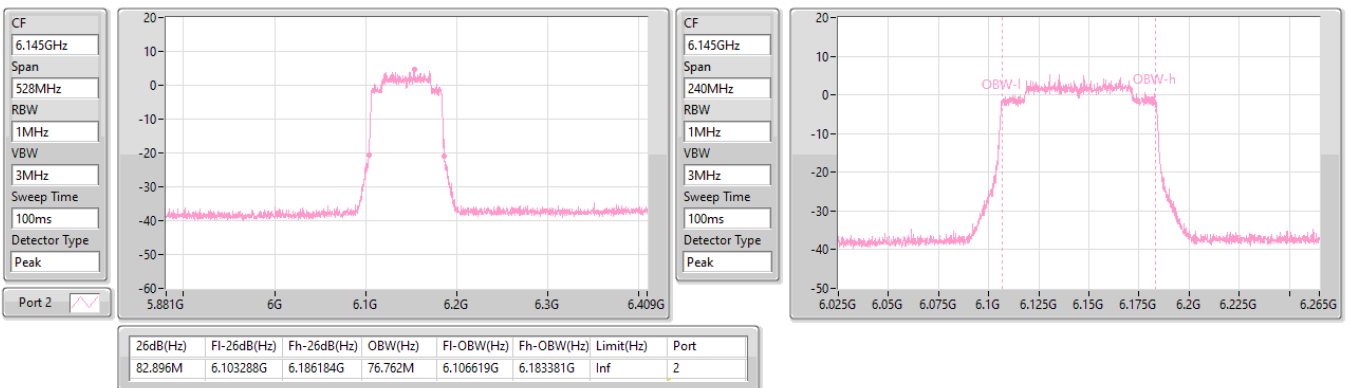 CF
6.145GHz
Span
528MHz
RBW
1MHz
VBW
3MHz
Sweep Time
100ms
Detector Type
Peak
Port 2
20
10
0
-10
-20
-30
-40
-50
-60
5.881G 6G 6.1G 6.2G 6.3G 6.409G
CF
6.145GHz
Span
240MHz
RBW
1MHz
VBW
3MHz
Sweep Time
100ms
Detector Type
Peak
20
10
0
-10
-20
-30
-40
-50
OBW-l OBW-h
6.025G 6.05G 6.075G 6.1G 6.125G 6.15G 6.175G 6.2G 6.225G 6.265G
26dB(Hz) Fl-26dB(Hz) Fh-26dB(Hz) OBW(Hz) Fl-OBW(Hz) Fh-OBW(Hz) Limit(Hz) Port
82.896M 6.103288G 6.186184G 76.762M 6.106619G 6.183381G Inf 2